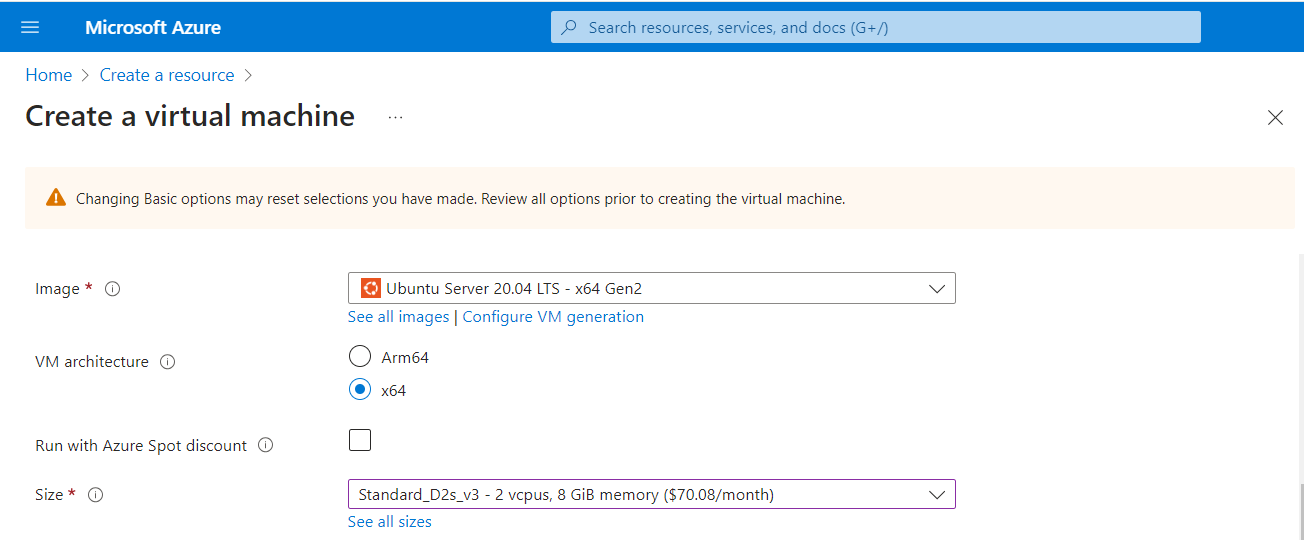 Microsoft Azure
Search resources, services, and docs (G+/)
Home > Create a resource >
Create a virtual machine ...
Changing Basic options may reset selections you have made. Review all options prior to creating the virtual machine.
Image *
Ubuntu Server 20.04 LTS - x64 Gen2
See all images | Configure VM generation
VM architecture
Arm64
x64
Run with Azure Spot discount
Size *
Standard_D2s_v3 - 2 vcpus, 8 GiB memory ($70.08/month)
See all sizes